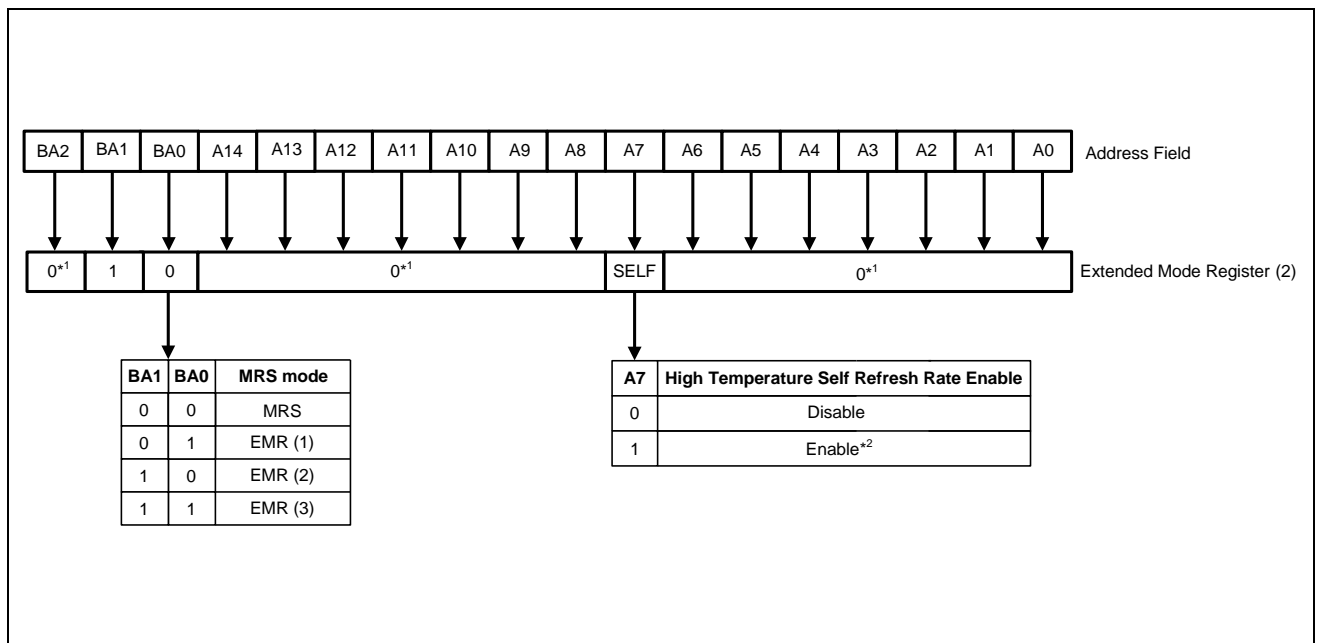 BA2 BA1 BA0 A14 A13 A12 A11 A10 A9 A8 A7 A6 A5 A4 A3 A2 A1 A0 Address Field
0*1 1 0 0*1 SELF 0*1 Extended Mode Register (2)
BA1 BA0 MRS mode
0 0 MRS
0 1 EMR (1)
1 0 EMR (2)
1 1 EMR (3)
A7 High Temperature Self Refresh Rate Enable
0 Disable
1 Enable*2